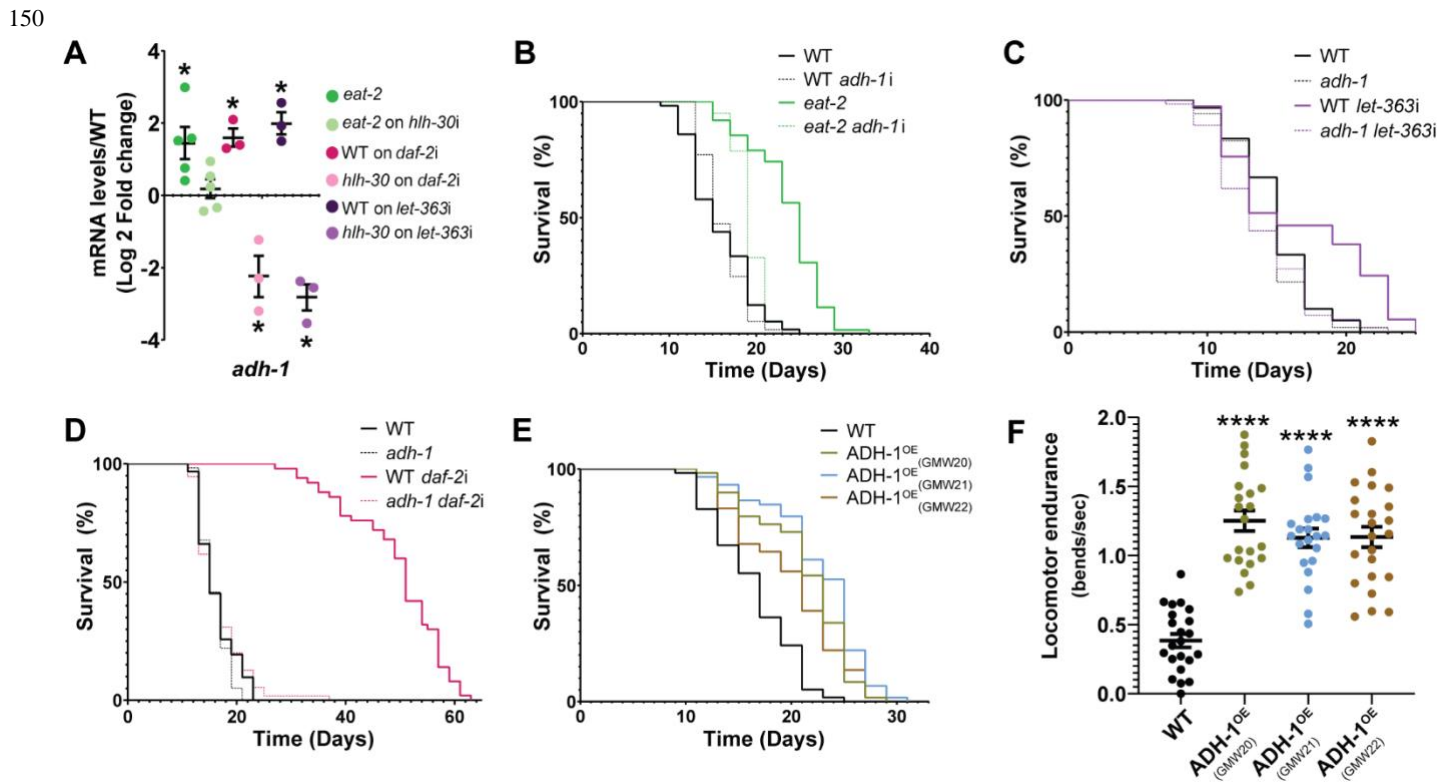 150
A
4
2
0
-2
-4
mRNA levels/WT
(Log 2 Fold change)
*
*
*
*
*
adh-1
eat-2
eat-2 on hlh-30i
WT on daf-2i
hlh-30 on daf-2i
WT on let-363i
hlh-30 on let-363i
B
WT
WT adh-1i
eat-2
eat-2 adh-1i
Survival (%)
100
50
0
0 10 20 30 40
Time (Days)
C
WT
adh-1
WT let-363i
adh-1 let-363i
Survival (%)
100
50
0
0 10 20
Time (Days)
D
WT
adh-1
WT daf-2i
adh-1 daf-2i
Survival (%)
100
50
0
0 20 40 60
Time (Days)
E
WT
ADH-1OE(GMW20)
ADH-1OE(GMW21)
ADH-1OE(GMW22)
Survival (%)
100
50
0
0 10 20 30
Time (Days)
F
**** **** ****
Locomotor endurance
(bends/sec)
2.0
1.5
1.0
0.5
0.0
WT
ADH-1OE
(GMW20)
ADH-1OE
(GMW21)
ADH-1OE
(GMW22)